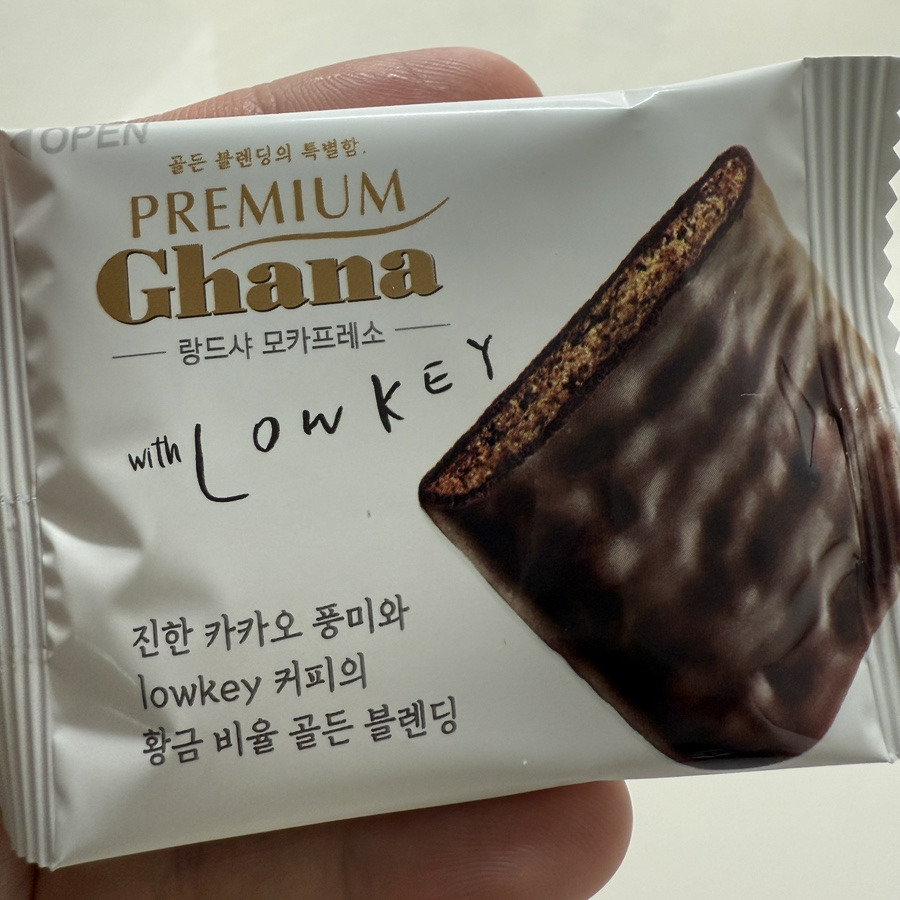 OPEN
골든 블렌딩의 특별함.
PREMIUM
Ghana
랑드샤 모카프레소
with LOWKEY
진한 카카오 풍미와
lowkey 커피의
황금 비율 골든 블렌딩